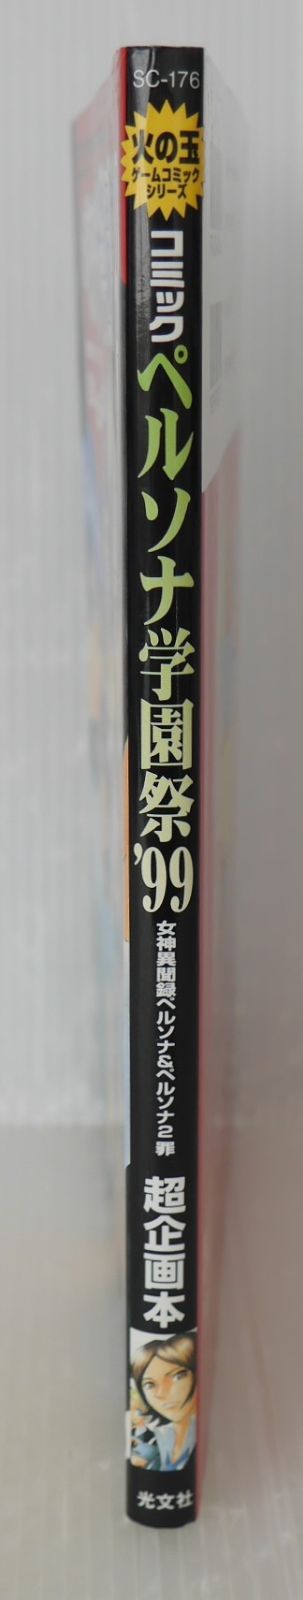 SC-176
火の玉
ゲームコミック
シリーズ
コミック
ペルソナ学園祭'99
女神異聞録ペルソナ&ペルソナ2 罪
超企画本
光文社